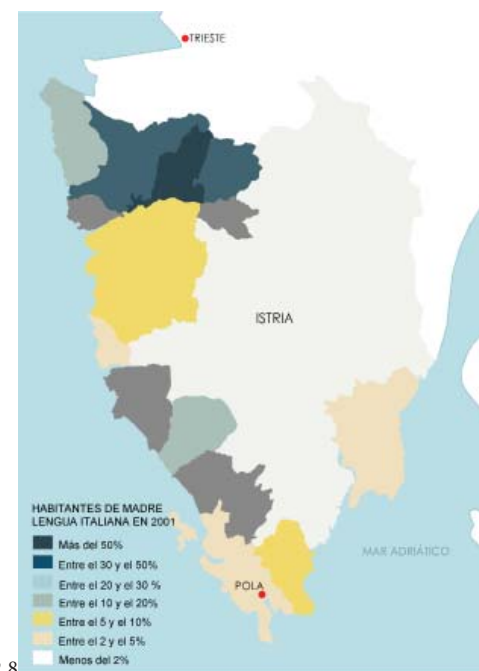 TRIESTE
ISTRIA
HABITANTES DE MADRE
LENGUA ITALIANA EN 2001
Más del 50%
Entre el 30 y el 50%
Entre el 20 y el 30 %
Entre el 10 y el 20%
Entre el 5 y el 10%
Entre el 2 y el 5%
Menos del 2%
MAR ADRIÁTICO
POLA